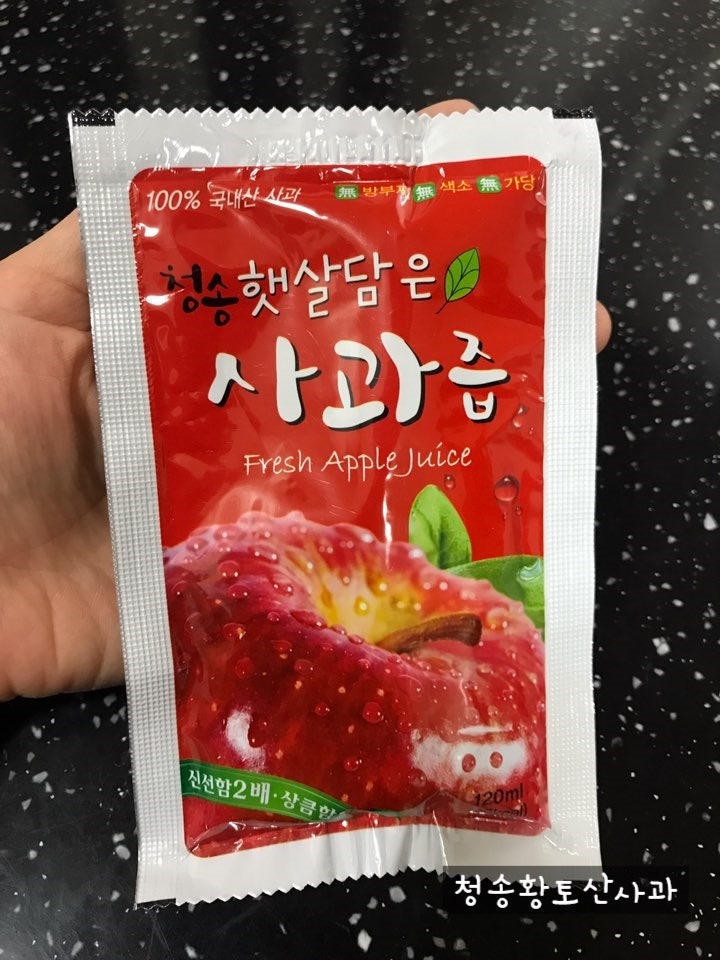 100% 국내산 사과
無 방부제 無 색소 無 가당
청송 햇살담은
사과즙
Fresh Apple Juice
신선함2배·상큼함
120ml
청송황토산사과